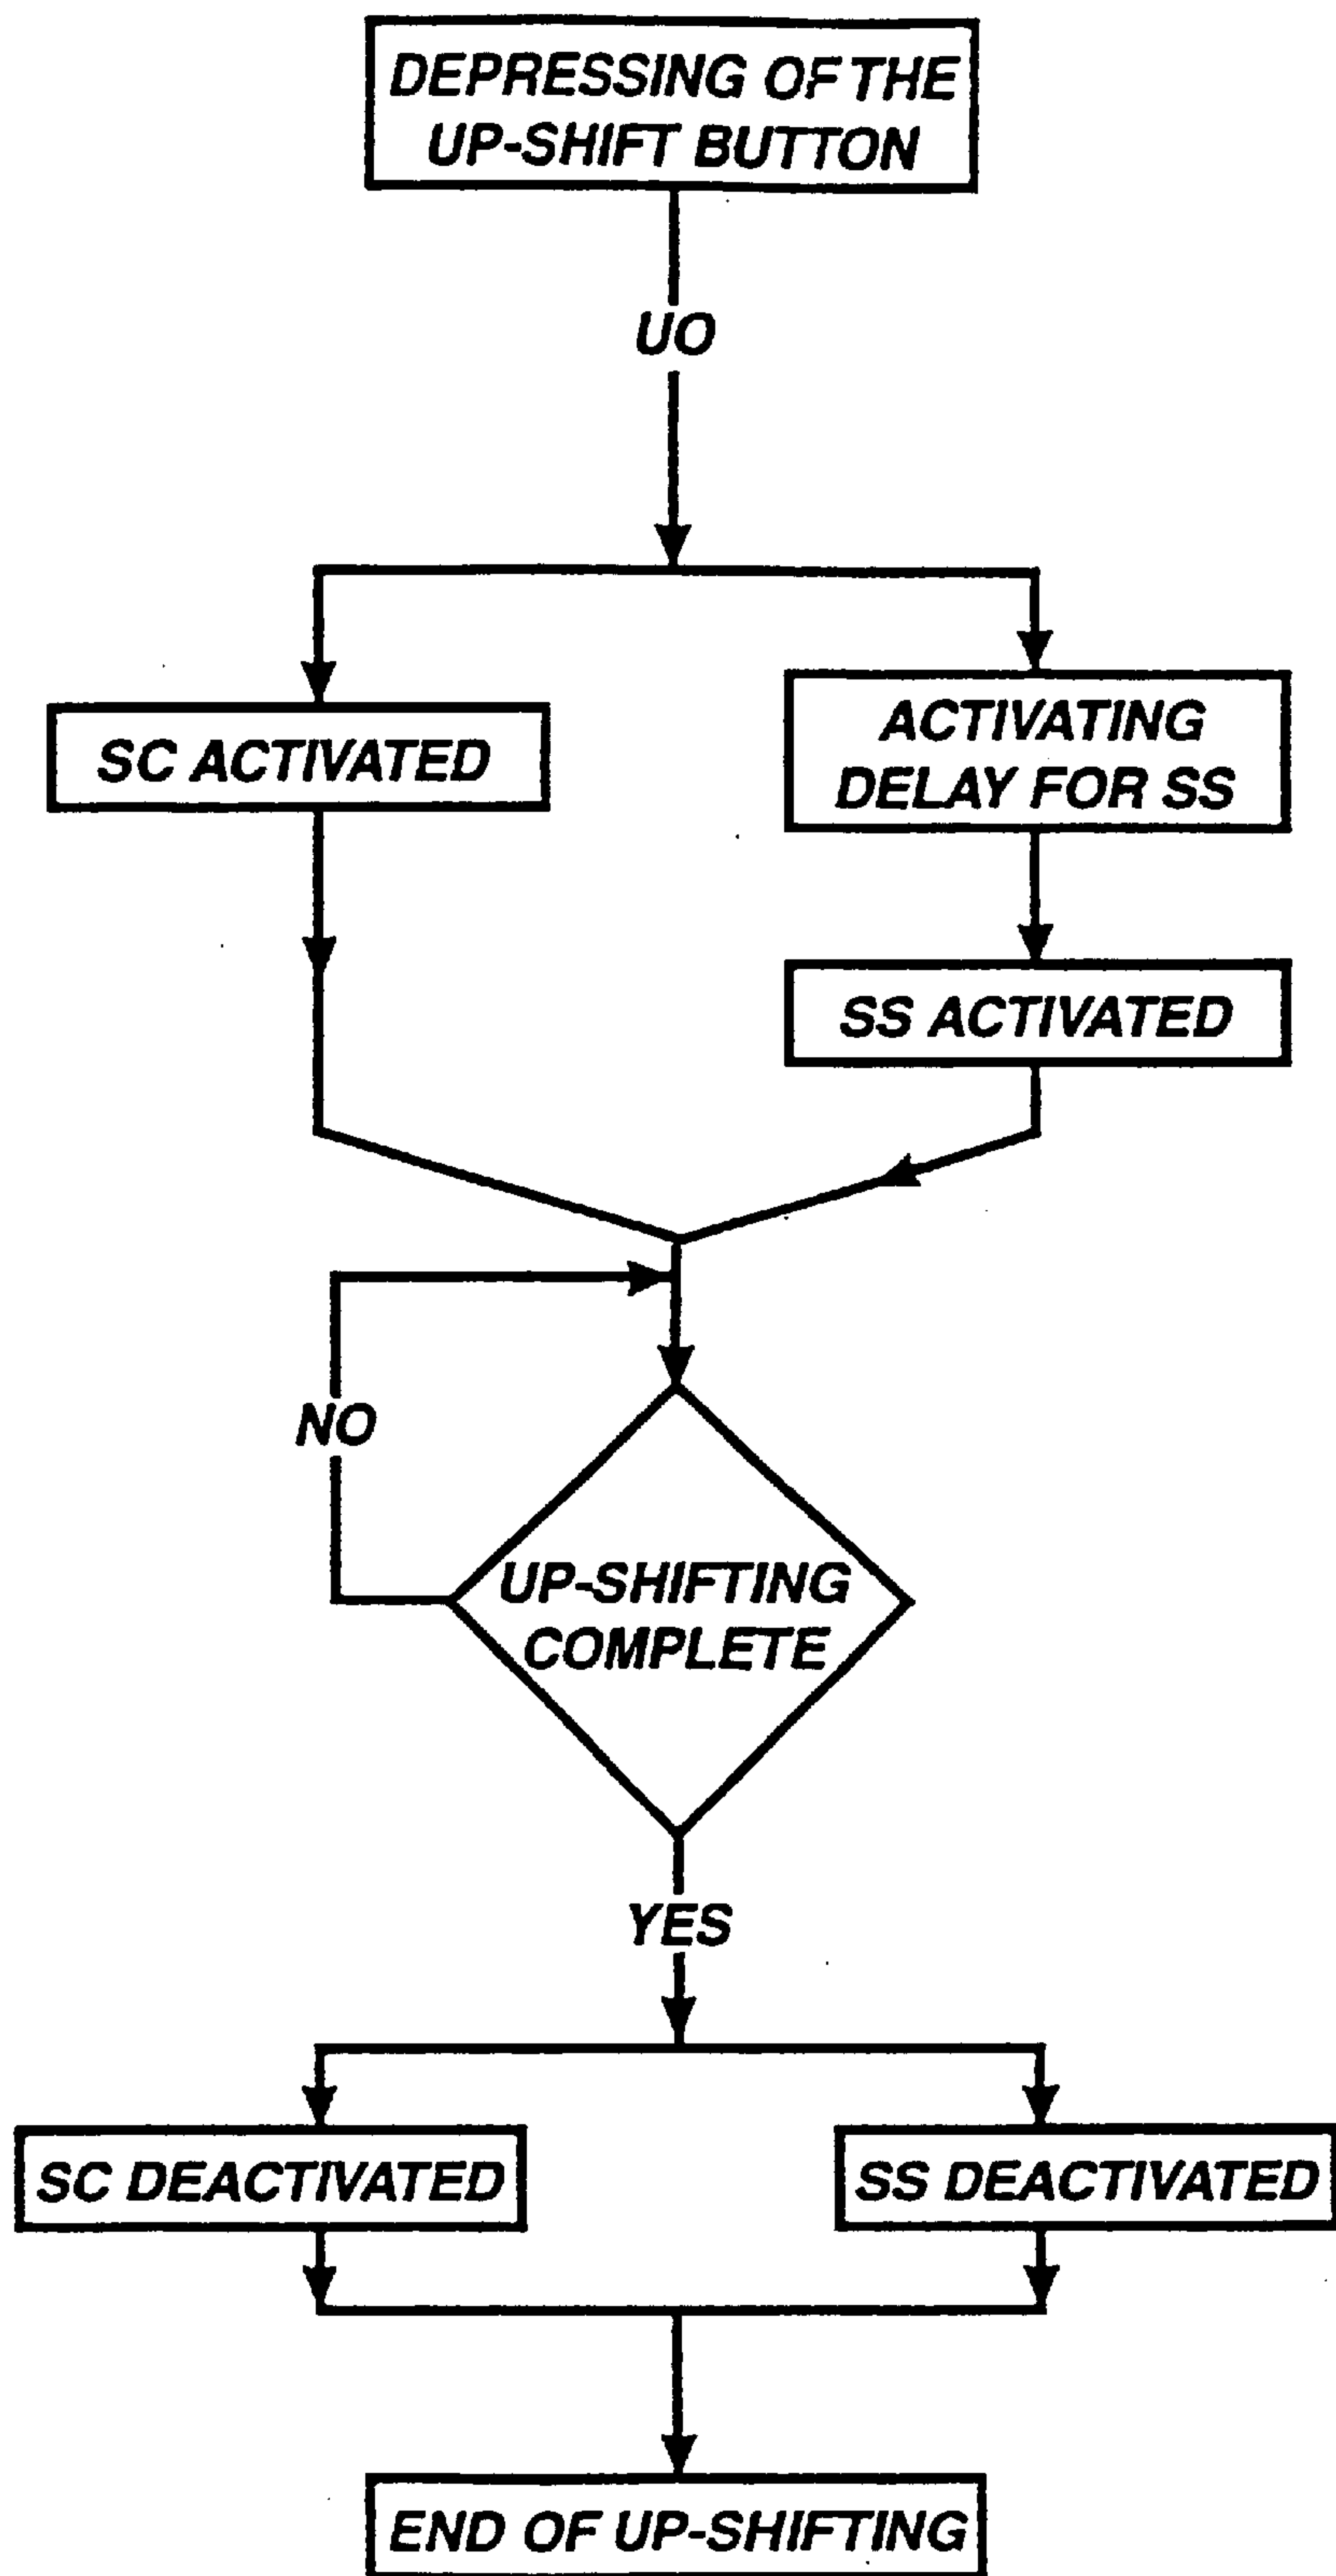 DEPRESSING OF THE
UP-SHIFT BUTTON
UO
SC ACTIVATED
ACTIVATING
DELAY FOR SS
SS ACTIVATED
NO
UP-SHIFTING
COMPLETE
YES
SC DEACTIVATED
SS DEACTIVATED
END OF UP-SHIFTING